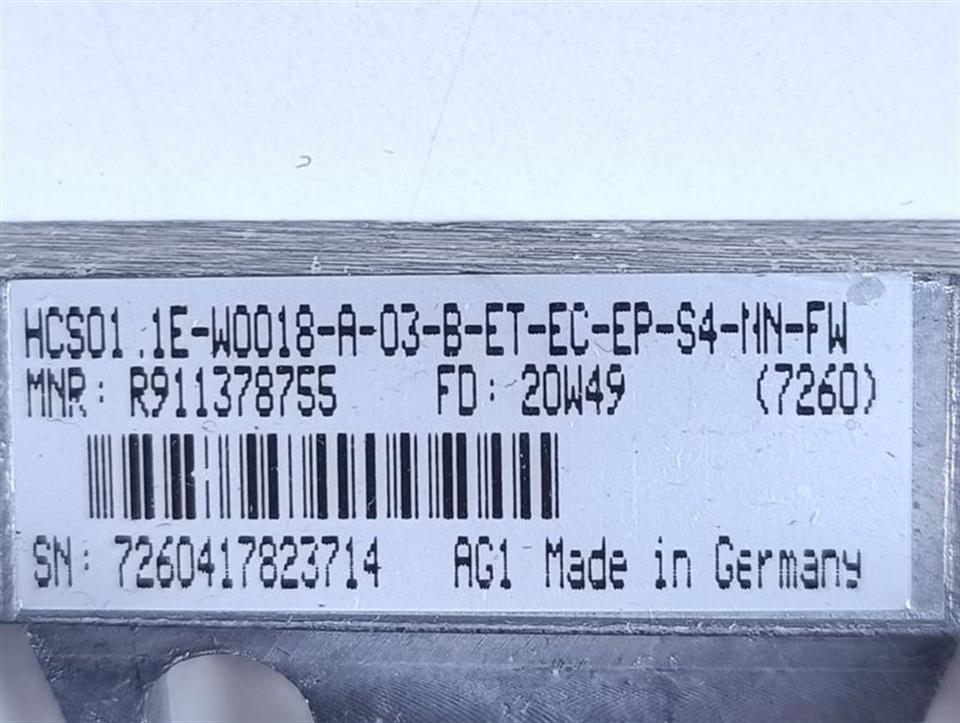 HCS01.1E-W0018-A-03-B-ET-EC-EP-S4-NN-FW
MNR: R911378755 FD: 20W49 (7260)
SN: 7260417823714 AG1 Made in Germany